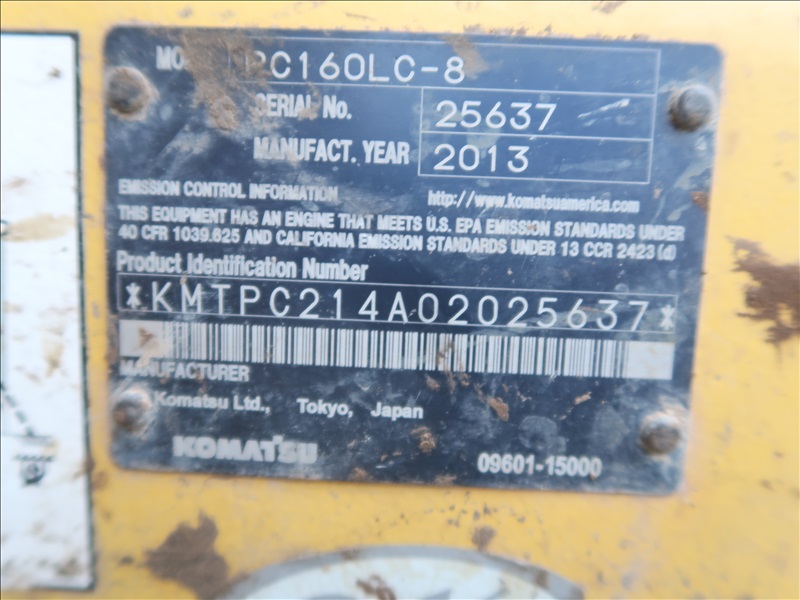 PC160LC-8
SERIAL No. 25637
MANUFACT. YEAR 2013
EMISSION CONTROL INFORMATION http://www.komatsuamerica.com
THIS EQUIPMENT HAS AN ENGINE THAT MEETS U.S. EPA EMISSION STANDARDS UNDER
40 CFR 1039.625 AND CALIFORNIA EMISSION STANDARDS UNDER 13 CCR 2423 (d)
Product Identification Number
*KMTPC214A02025637*
MANUFACTURER
Komatsu Ltd., Tokyo, Japan
KOMATSU 09601-15000